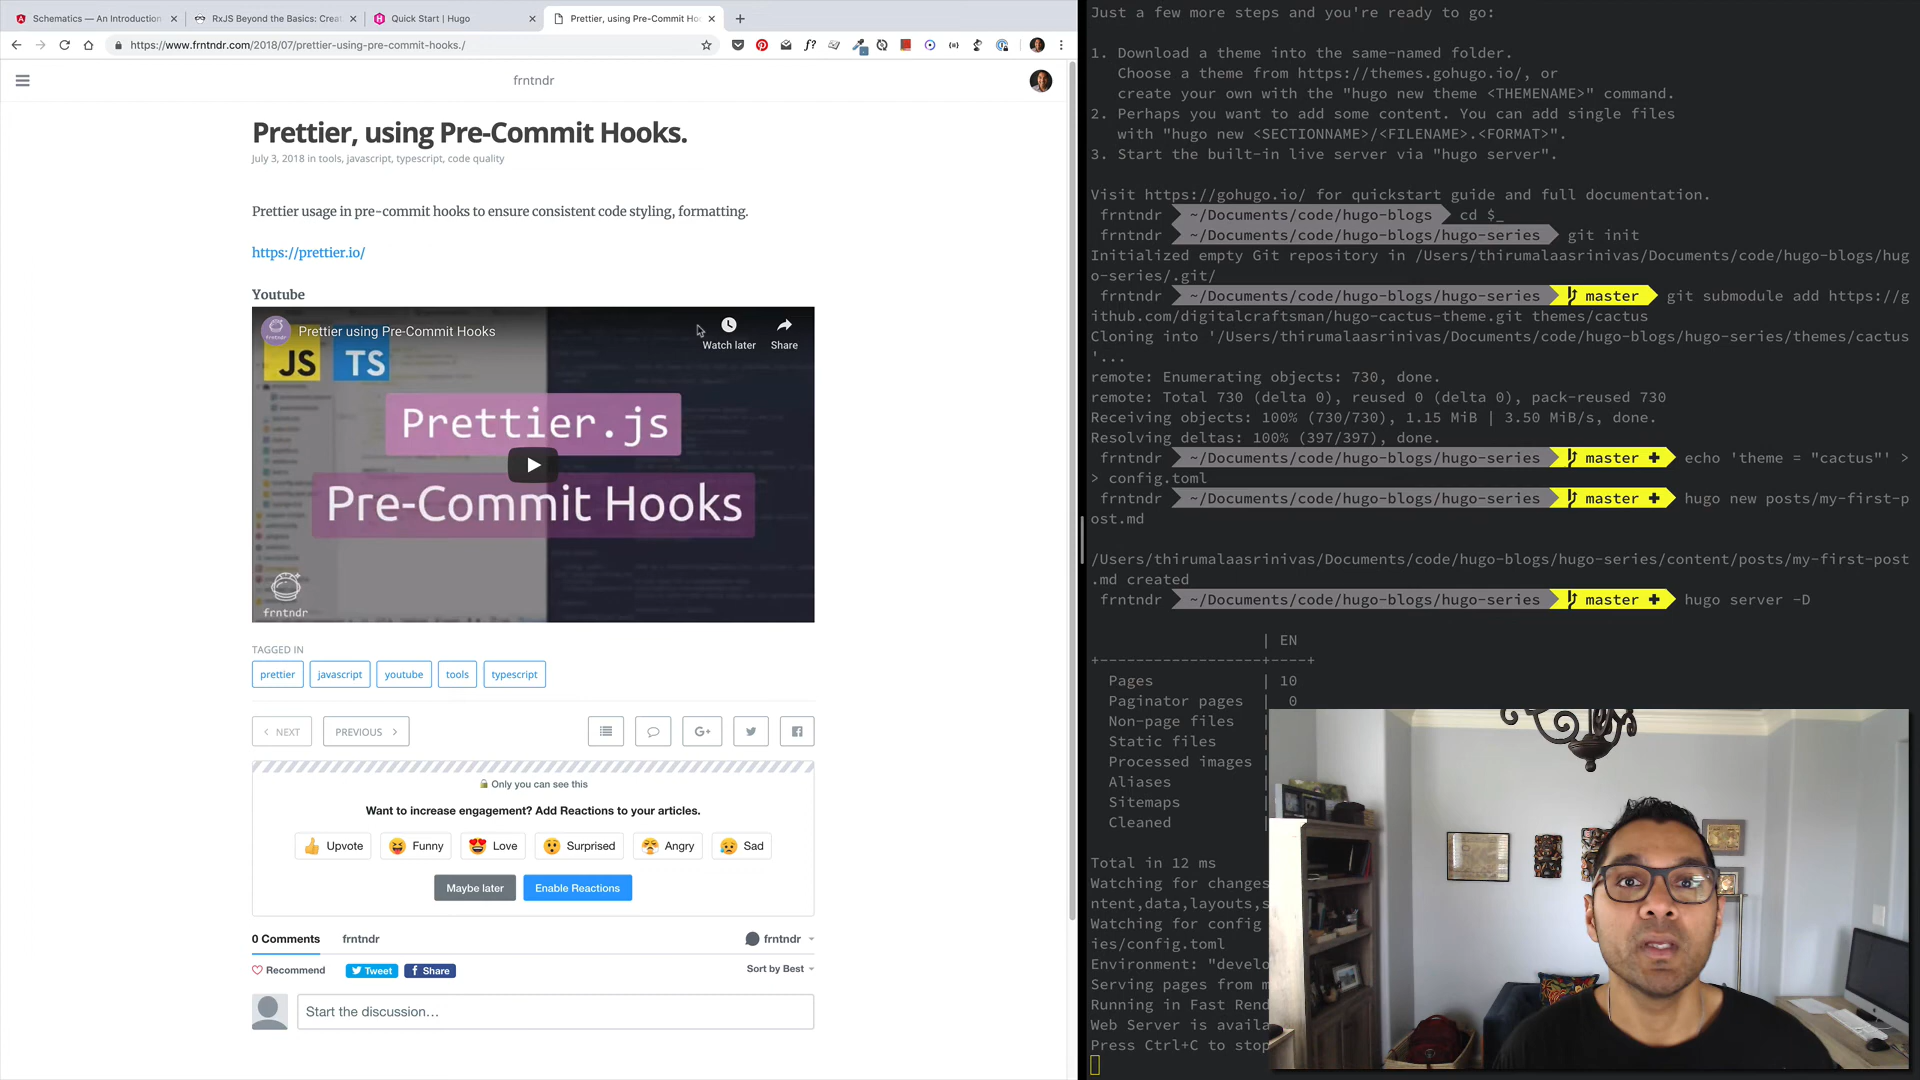 Schematics — An Introduction
RxJS Beyond the Basics: Creat
Quick Start | Hugo
Prettier, using Pre-Commit Ho
https://www.frntndr.com/2018/07/prettier-using-pre-commit-hooks./
frntndr
Prettier, using Pre-Commit Hooks.
July 3, 2018 in tools, javascript, typescript, code quality
Prettier usage in pre-commit hooks to ensure consistent code styling, formatting.
https://prettier.io/
Youtube
Prettier using Pre-Commit Hooks
Watch later
Share
JS
TS
Prettier.js
Pre-Commit Hooks
frntndr
TAGGED IN
prettier
javascript
youtube
tools
typescript
NEXT
PREVIOUS
G+
Only you can see this
Want to increase engagement? Add Reactions to your articles.
Upvote
Funny
Love
Surprised
Angry
Sad
Maybe later
Enable Reactions
0 Comments
frntndr
frntndr
Recommend
Tweet
Share
Sort by Best
Start the discussion…
Just a few more steps and you're ready to go:
1. Download a theme into the same-named folder.
Choose a theme from https://themes.gohugo.io/, or
create your own with the "hugo new theme <THEMENAME>" command.
2. Perhaps you want to add some content. You can add single files
with "hugo new <SECTIONNAME>/<FILENAME>.<FORMAT>".
3. Start the built-in live server via "hugo server".
Visit https://gohugo.io/ for quickstart guide and full documentation.
frntndr ~/Documents/code/hugo-blogs cd $_
frntndr ~/Documents/code/hugo-blogs/hugo-series git init
Initialized empty Git repository in /Users/thirumalaasrinivas/Documents/code/hugo-blogs/hug
o-series/.git/
frntndr ~/Documents/code/hugo-blogs/hugo-series master git submodule add https://g
ithub.com/digitalcraftsman/hugo-cactus-theme.git themes/cactus
Cloning into '/Users/thirumalaasrinivas/Documents/code/hugo-blogs/hugo-series/themes/cactus
'...
remote: Enumerating objects: 730, done.
remote: Total 730 (delta 0), reused 0 (delta 0), pack-reused 730
Receiving objects: 100% (730/730), 1.15 MiB | 3.50 MiB/s, done.
Resolving deltas: 100% (397/397), done.
frntndr ~/Documents/code/hugo-blogs/hugo-series master + echo 'theme = "cactus"' >
> config.toml
frntndr ~/Documents/code/hugo-blogs/hugo-series master + hugo new posts/my-first-p
ost.md
/Users/thirumalaasrinivas/Documents/code/hugo-blogs/hugo-series/content/posts/my-first-post
.md created
frntndr ~/Documents/code/hugo-blogs/hugo-series master + hugo server -D
| EN
+------------------+----+
Pages | 10
Paginator pages | 0
Non-page files |
Static files |
Processed images |
Aliases |
Sitemaps |
Cleaned |
Total in 12 ms
Watching for changes
ntent,data,layouts,s
Watching for config
ies/config.toml
Environment: "develo
Serving pages from m
Running in Fast Rend
Web Server is availa
Press Ctrl+C to stop